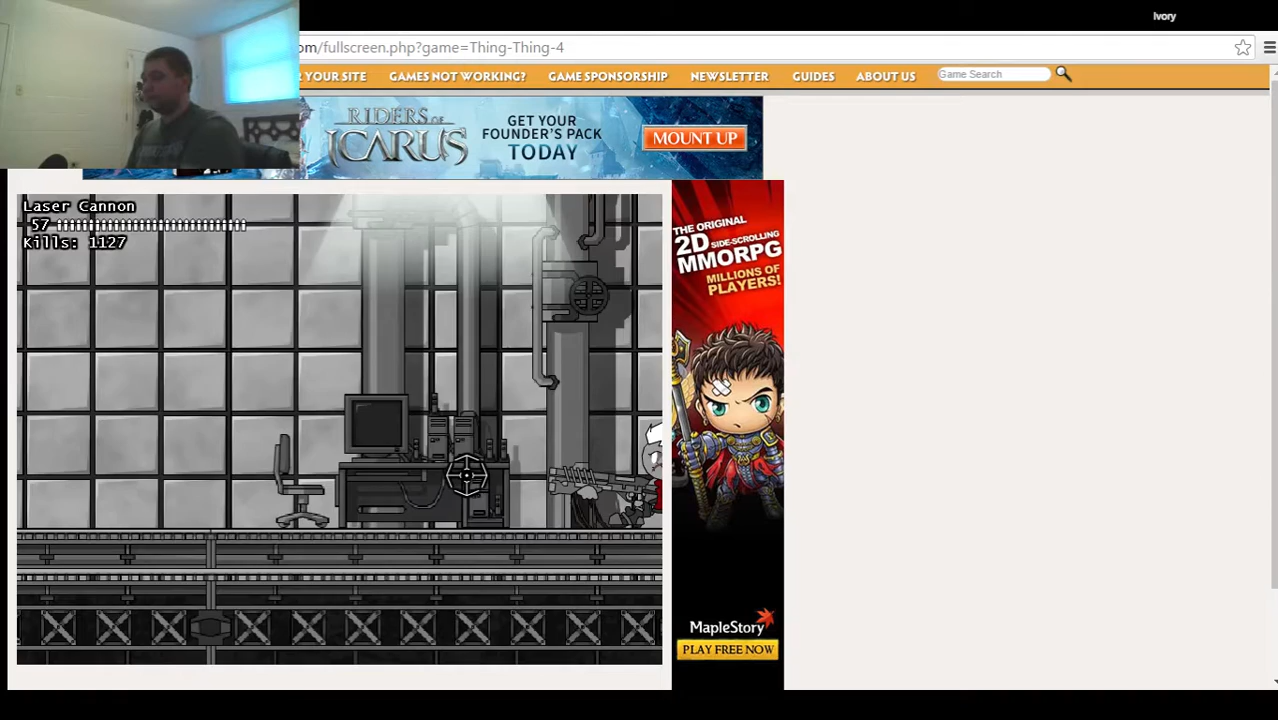 Ivory
om/fullscreen.php?game=Thing-Thing-4
R YOUR SITE GAMES NOT WORKING? GAME SPONSORSHIP NEWSLETTER GUIDES ABOUT US Game Search
RIDERS OF
ICARUS
GET YOUR
FOUNDER'S PACK
TODAY
MOUNT UP
Laser Cannon
57
Kills: 1127
THE ORIGINAL
2D SIDE-SCROLLING
MMORPG
MILLIONS OF
PLAYERS!
MapleStory
PLAY FREE NOW